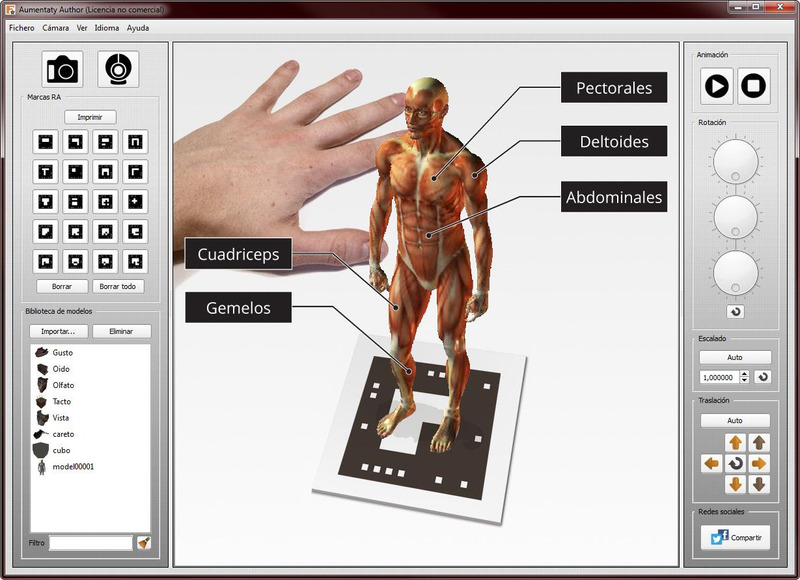 Aumentaty Author (Licencia no comercial)
Fichero Cámara Ver Idioma Ayuda
Marcas RA
Imprimir
Borrar Borrar todo
Biblioteca de modelos
Importar... Eliminar
Gusto
Oido
Olfato
Tacto
Vista
careto
cubo
model00001
Filtro
Pectorales
Deltoides
Abdominales
Cuadriceps
Gemelos
Animación
Rotación
Escalado
Auto
1,000000
Traslación
Auto
Redes sociales
Compartir